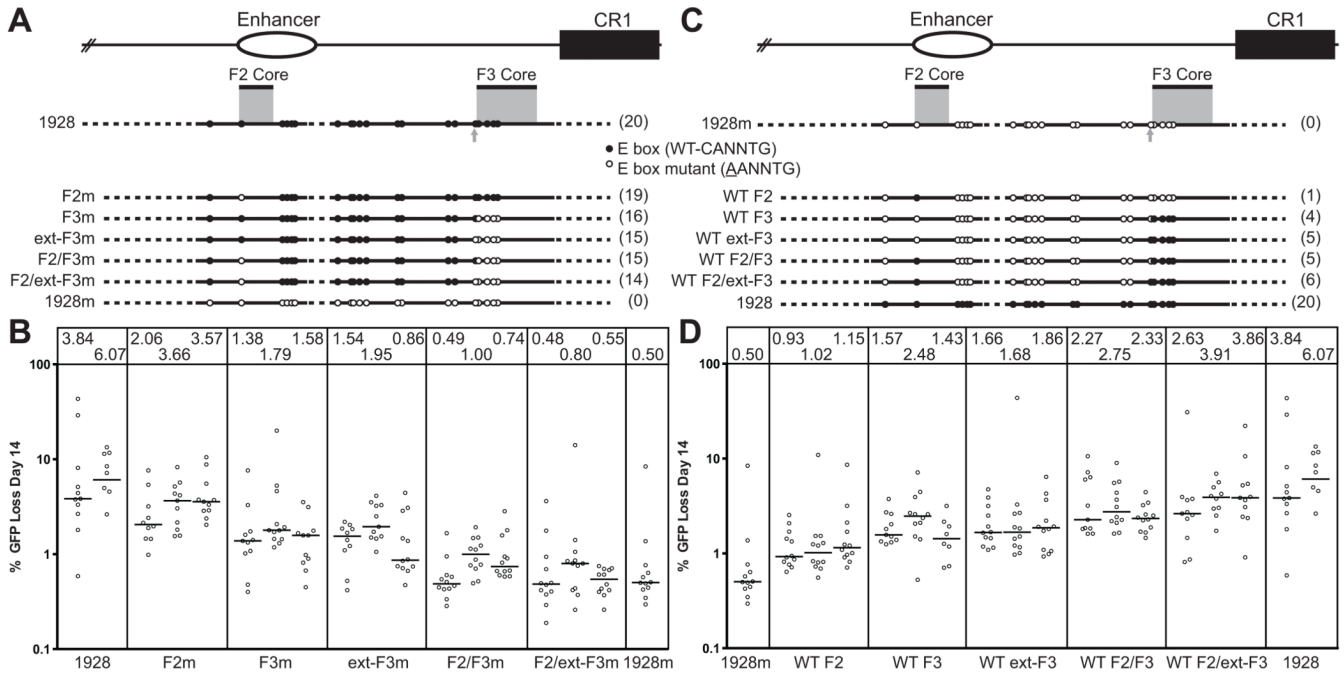 A
Enhancer
CR1
F2 Core
F3 Core
1928
(20)
● E box (WT-CANNTG)
○ E box mutant (AANNTG)
F2m
(19)
F3m
(16)
ext-F3m
(15)
F2/F3m
(15)
F2/ext-F3m
(14)
1928m
(0)
C
Enhancer
CR1
F2 Core
F3 Core
1928m
(0)
WT F2
(1)
WT F3
(4)
WT ext-F3
(5)
WT F2/F3
(5)
WT F2/ext-F3
(6)
1928
(20)
B
3.84 2.06 3.57 1.38 1.58 1.54 0.86 0.49 0.74 0.48 0.55
6.07 3.66 1.79 1.95 1.00 0.80 0.50
% GFP Loss Day 14
100
10
1
0.1
1928 F2m F3m ext-F3m F2/F3m F2/ext-F3m 1928m
D
0.93 1.15 1.57 1.43 1.66 1.86 2.27 2.33 2.63 3.86 3.84
0.50 1.02 2.48 1.68 2.75 3.91 6.07
% GFP Loss Day 14
100
10
1
0.1
1928m WT F2 WT F3 WT ext-F3 WT F2/F3 WT F2/ext-F3 1928